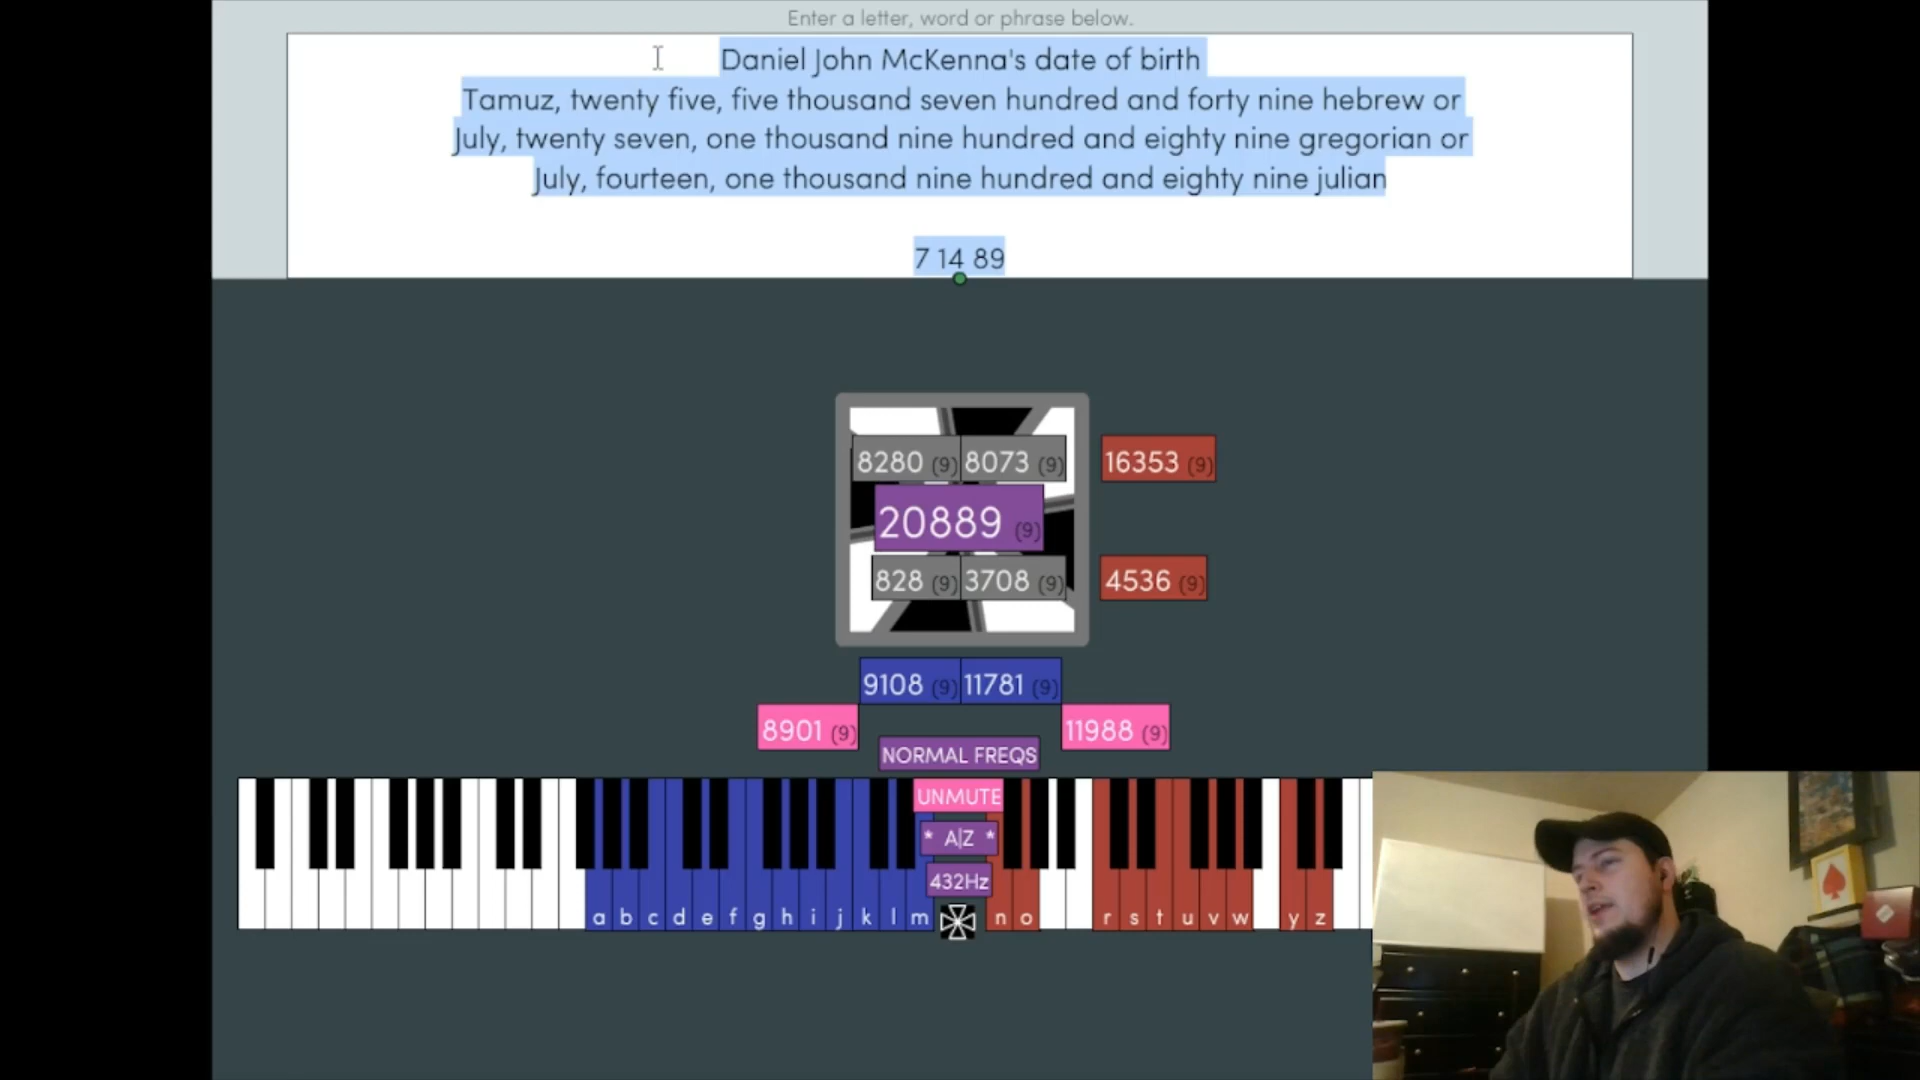 Enter a letter, word or phrase below.
Daniel John McKenna's date of birth
Tamuz, twenty five, five thousand seven hundred and forty nine hebrew or
July, twenty seven, one thousand nine hundred and eighty nine gregorian or
July, fourteen, one thousand nine hundred and eighty nine julian
7 14 89
8280 (9) 8073 (9) 16353 (9)
20889 (9)
828 (9) 3708 (9) 4536 (9)
9108 (9) 11781 (9)
8901 (9) 11988 (9)
NORMAL FREQS
UNMUTE
* A|Z *
432Hz
a b c d e f g h i j k l m n o r s t u v w y z